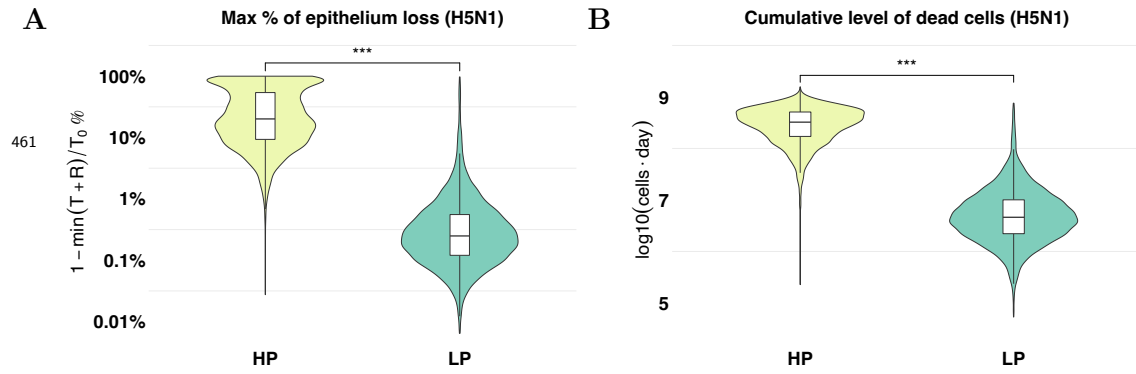 A
Max % of epithelium loss (H5N1)
***
100%
10%
1%
0.1%
0.01%
1 − min(T + R)/T₀ %
461
HP
LP
B
Cumulative level of dead cells (H5N1)
***
9
7
5
log10(cells · day)
HP
LP